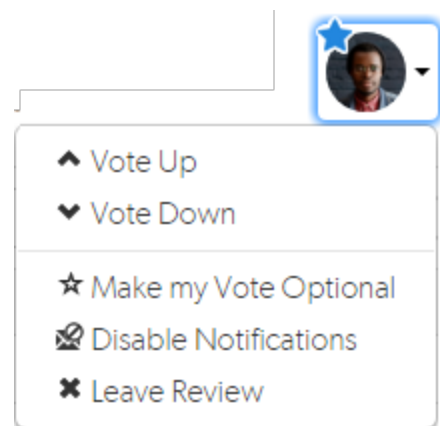 Vote Up
Vote Down
Make my Vote Optional
Disable Notifications
Leave Review